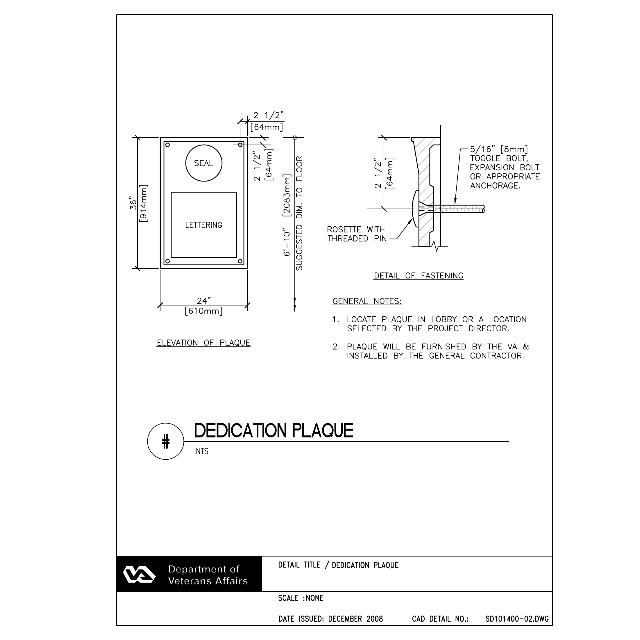 2 1/2"
[64mm]
SEAL
LETTERING
36"
[914mm]
2 1/2"
[64mm]
6'-10" [2083mm]
SUGGESTED DIM. TO FLOOR
24"
[610mm]
ELEVATION OF PLAQUE
2 1/2"
[64mm]
5/16" [8mm]
TOGGLE BOLT,
EXPANSION BOLT
OR APPROPRIATE
ANCHORAGE.
ROSETTE WITH
THREADED PIN
DETAIL OF FASTENING
GENERAL NOTES:
1. LOCATE PLAQUE IN LOBBY OR A LOCATION
SELECTED BY THE PROJECT DIRECTOR.
2. PLAQUE WILL BE FURNISHED BY THE VA &
INSTALLED BY THE GENERAL CONTRACTOR.
#
DEDICATION PLAQUE
NTS
VA
Department of
Veterans Affairs
DETAIL TITLE / DEDICATION PLAQUE
SCALE :NONE
DATE ISSUED: DECEMBER 2008
CAD DETAIL NO.: SD101400-02.DWG